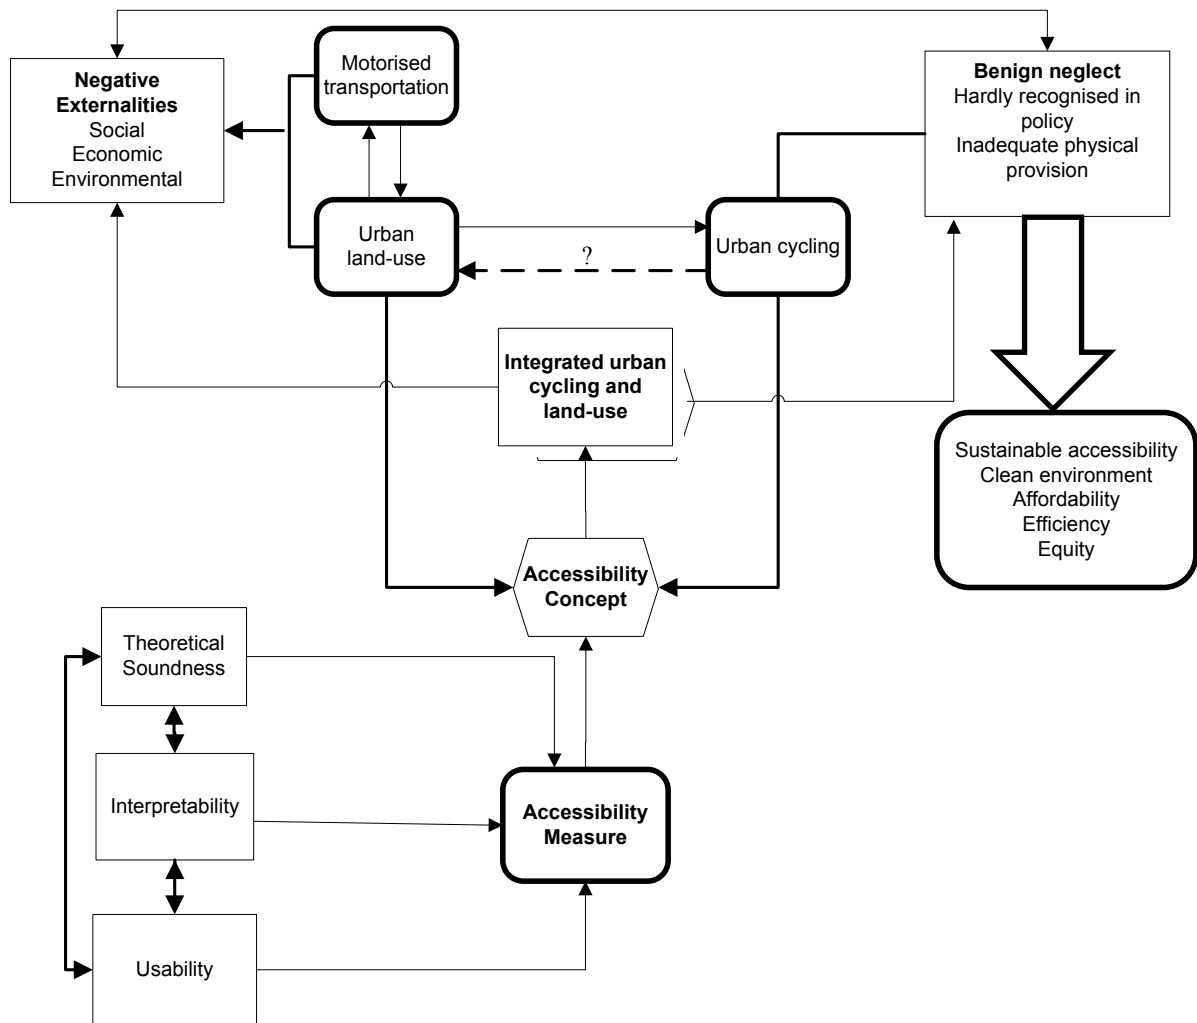 Negative
Externalities
Social
Economic
Environmental
Motorised
transportation
Benign neglect
Hardly recognised in
policy
Inadequate physical
provision
Urban
land-use
?
Urban cycling
Integrated urban
cycling and
land-use
Sustainable accessibility
Clean environment
Affordability
Efficiency
Equity
Accessibility
Concept
Theoretical
Soundness
Interpretability
Accessibility
Measure
Usability